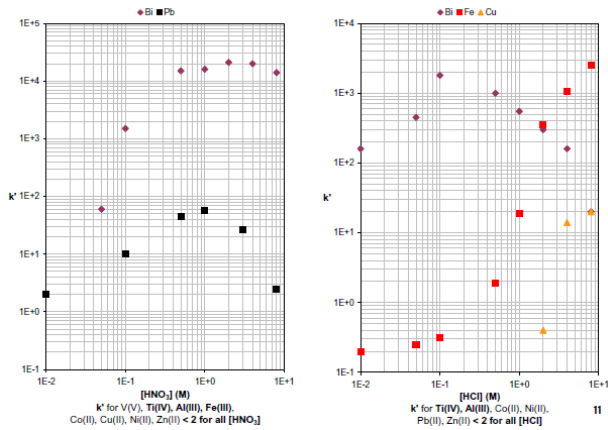 Bi Pb
1E+5
1E+4
1E+3
k'
1E+2
1E+1
1E+0
1E-1
1E-2 1E-1 1E+0 1E+1
[HNO3] (M)
k' for V(V), Ti(IV), Al(III), Fe(III),
Co(II), Cu(II), Ni(II), Zn(II) < 2 for all [HNO3]
Bi Fe Cu
1E+4
1E+3
1E+2
k'
1E+1
1E+0
1E-1
1E-2 1E-1 1E+0 1E+1
[HCl] (M)
k' for Ti(IV), Al(III), Co(II), Ni(II),
Pb(II), Zn(II) < 2 for all [HCl]
11